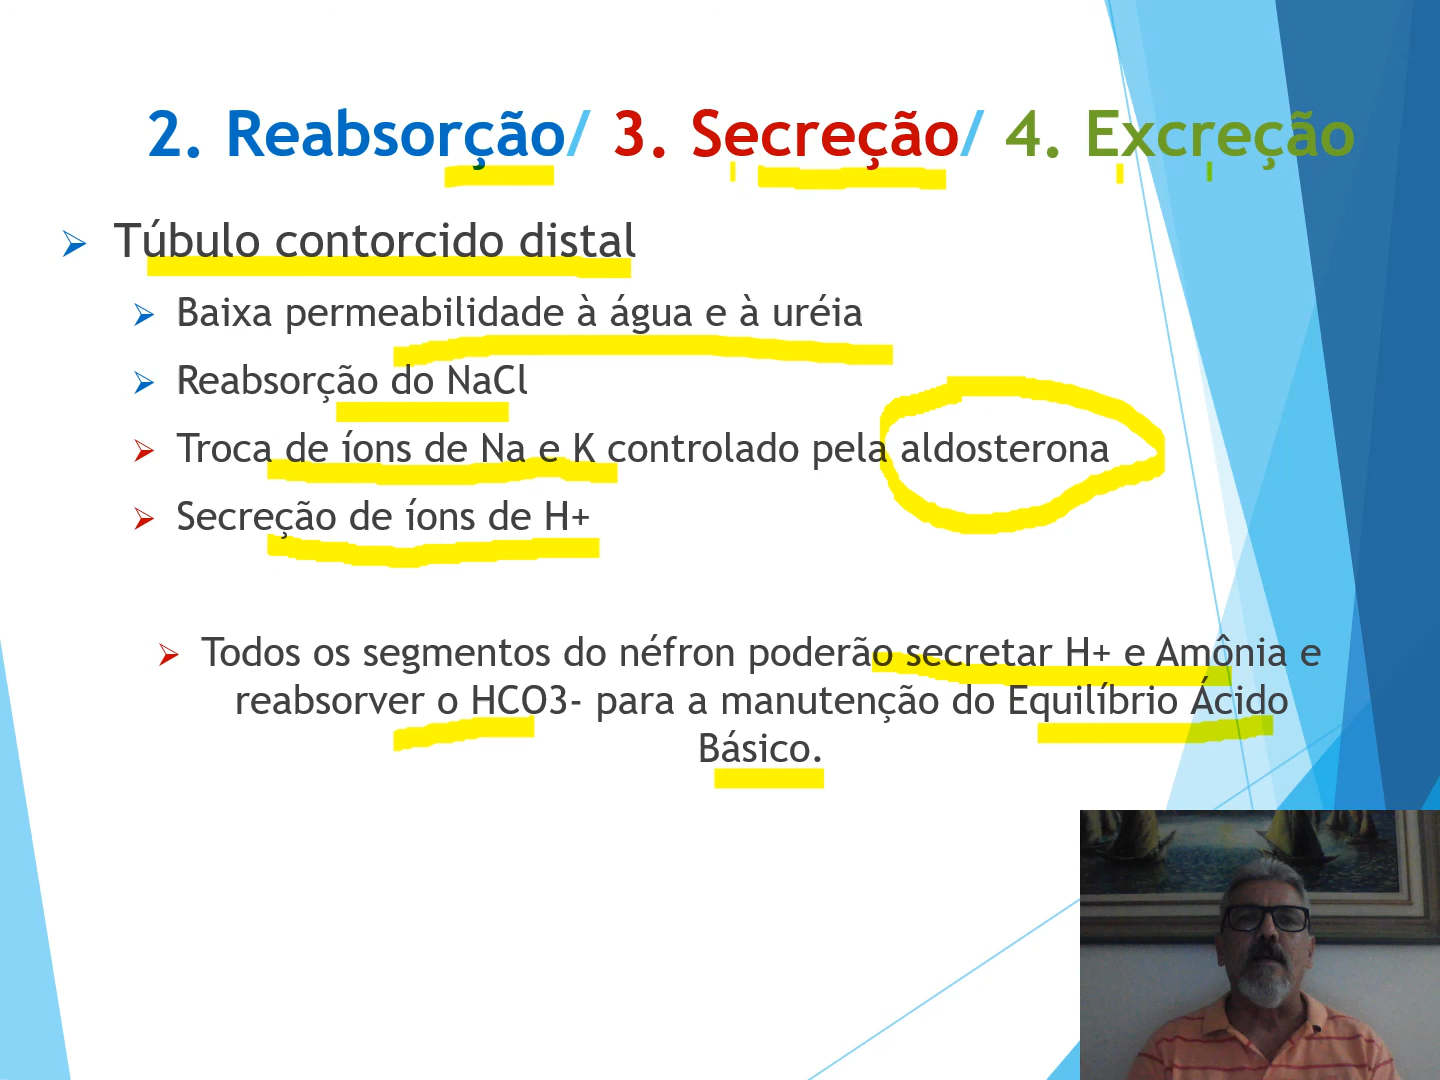 2. Reabsorção/ 3. Secreção/ 4. Excreção
Túbulo contorcido distal
Baixa permeabilidade à água e à uréia
Reabsorção do NaCl
Troca de íons de Na e K controlado pela aldosterona
Secreção de íons de H+
Todos os segmentos do néfron poderão secretar H+ e Amônia e
reabsorver o HCO3- para a manutenção do Equilíbrio Ácido
Básico.